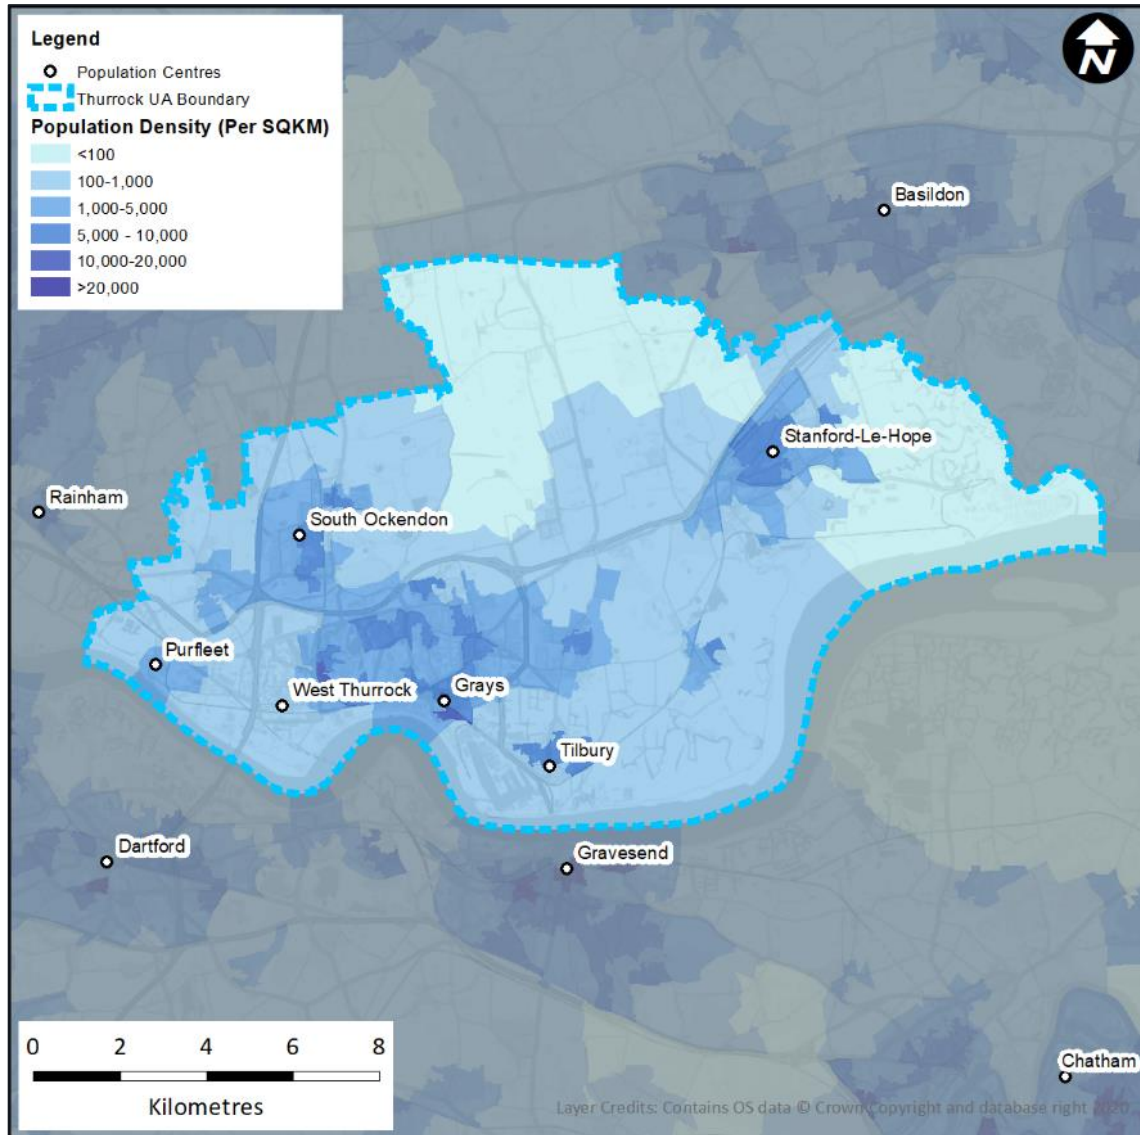 Legend
Population Centres
Thurrock UA Boundary
Population Density (Per SQKM)
<100
100-1,000
1,000-5,000
5,000 - 10,000
10,000-20,000
>20,000
N
Basildon
Stanford-Le-Hope
Rainham
South Ockendon
Purfleet
West Thurrock
Grays
Tilbury
Dartford
Gravesend
Chatham
0 2 4 6 8
Kilometres
Layer Credits: Contains OS data © Crown Copyright and database right 2020